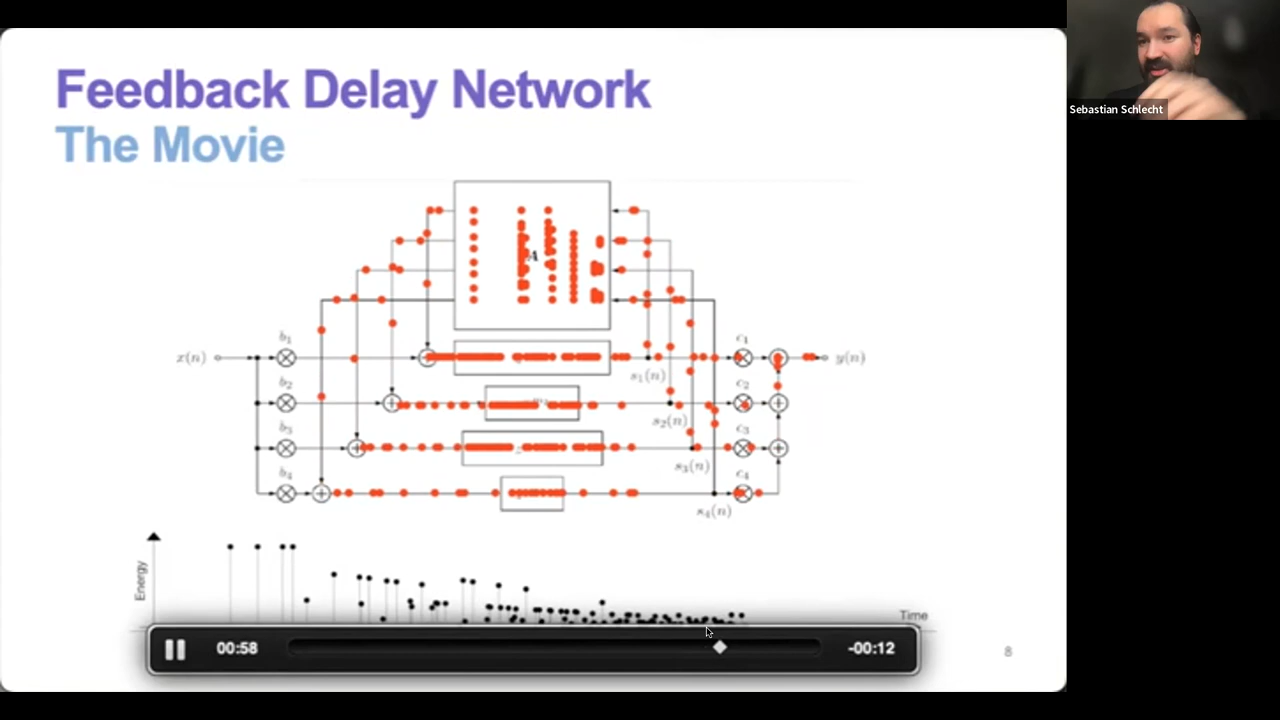 Feedback Delay Network
The Movie
Sebastian Schlecht
A
x(n)
b1
b2
b3
b4
s1(n)
s2(n)
s3(n)
s4(n)
c1
c2
c3
c4
y(n)
Energy
Time
00:58
-00:12
8